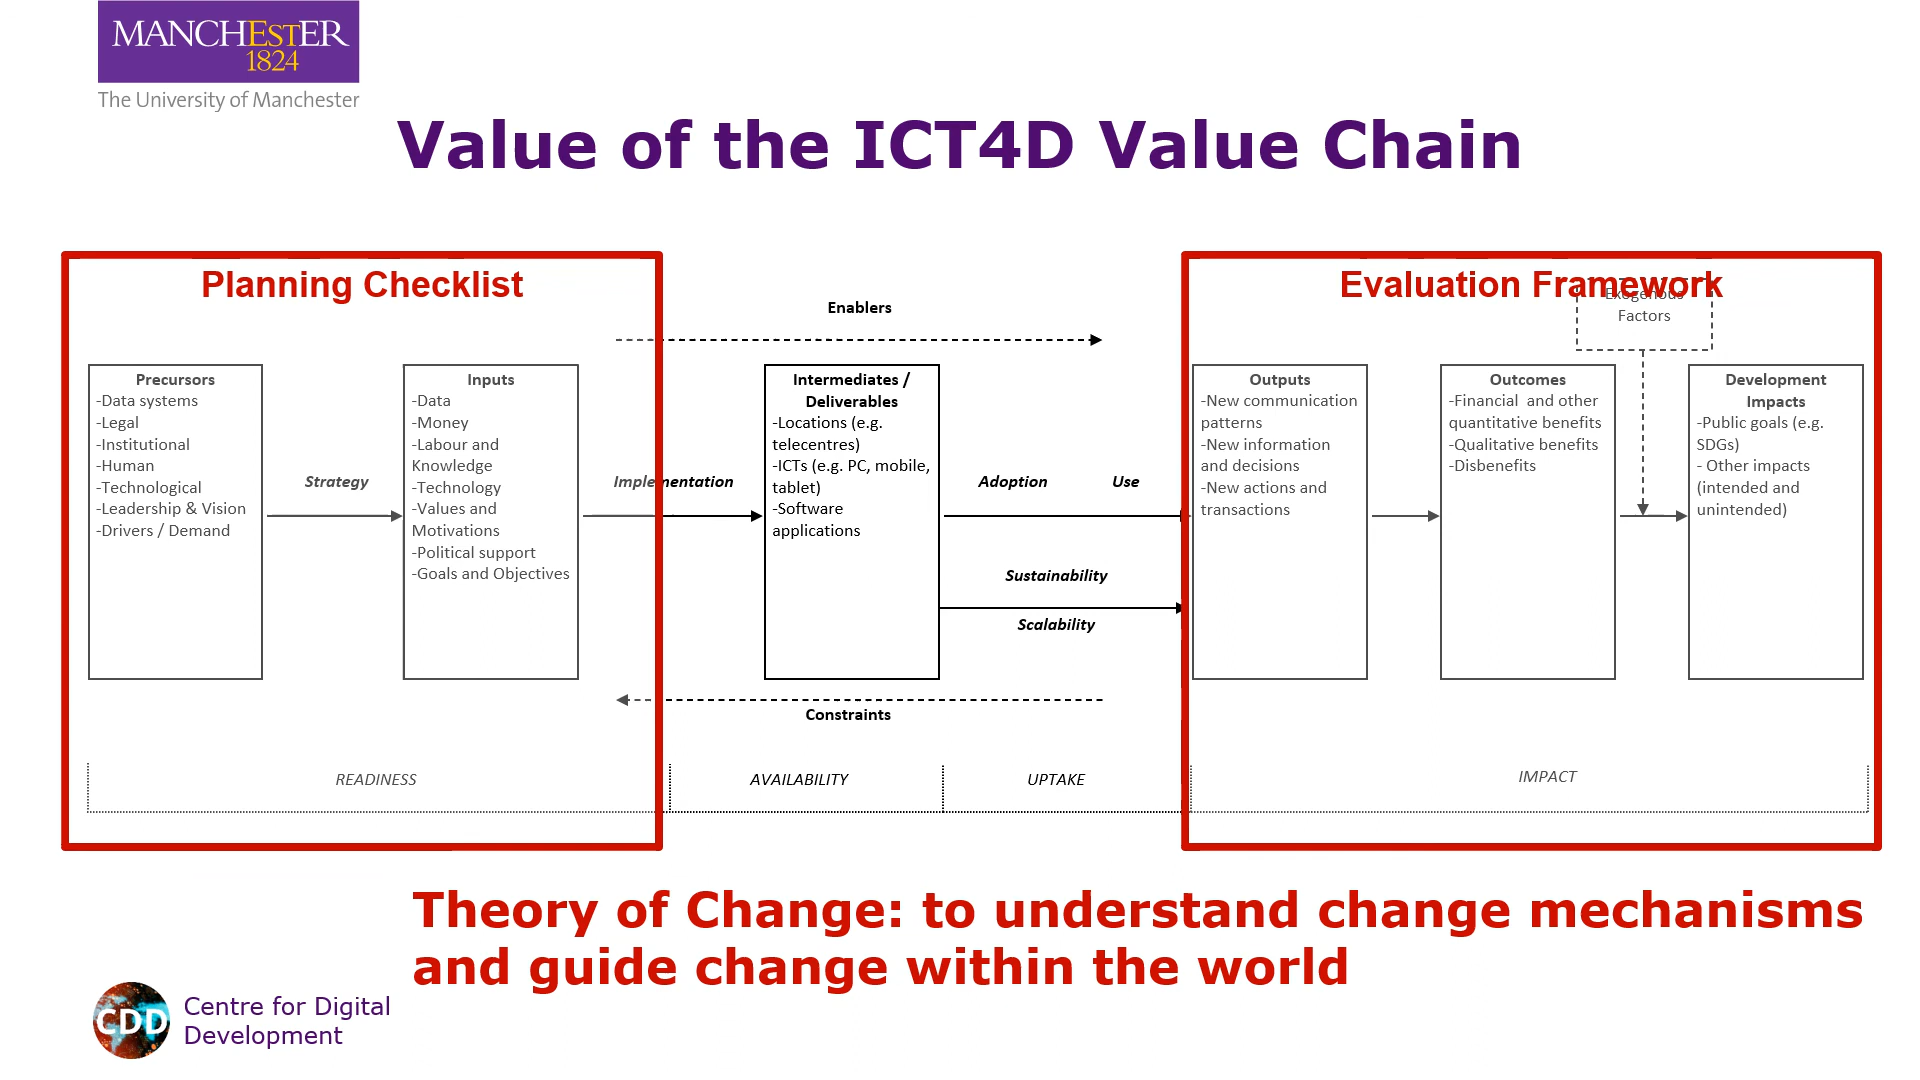 MANCHESTER
1824
The University of Manchester
Value of the ICT4D Value Chain
Planning Checklist
Evaluation Framework
Exogenous
Factors
Enablers
Precursors
-Data systems
-Legal
-Institutional
-Human
-Technological
-Leadership & Vision
-Drivers / Demand
Strategy
Inputs
-Data
-Money
-Labour and
Knowledge
-Technology
-Values and
Motivations
-Political support
-Goals and Objectives
Implementation
Intermediates /
Deliverables
-Locations (e.g.
telecentres)
-ICTs (e.g. PC, mobile,
tablet)
-Software
applications
Adoption
Use
Sustainability
Scalability
Outputs
-New communication
patterns
-New information
and decisions
-New actions and
transactions
Outcomes
-Financial  and other
quantitative benefits
-Qualitative benefits
-Disbenefits
Development
Impacts
-Public goals (e.g.
SDGs)
- Other impacts
(intended and
unintended)
Constraints
READINESS
AVAILABILITY
UPTAKE
IMPACT
Theory of Change: to understand change mechanisms
and guide change within the world
CDD
Centre for Digital
Development